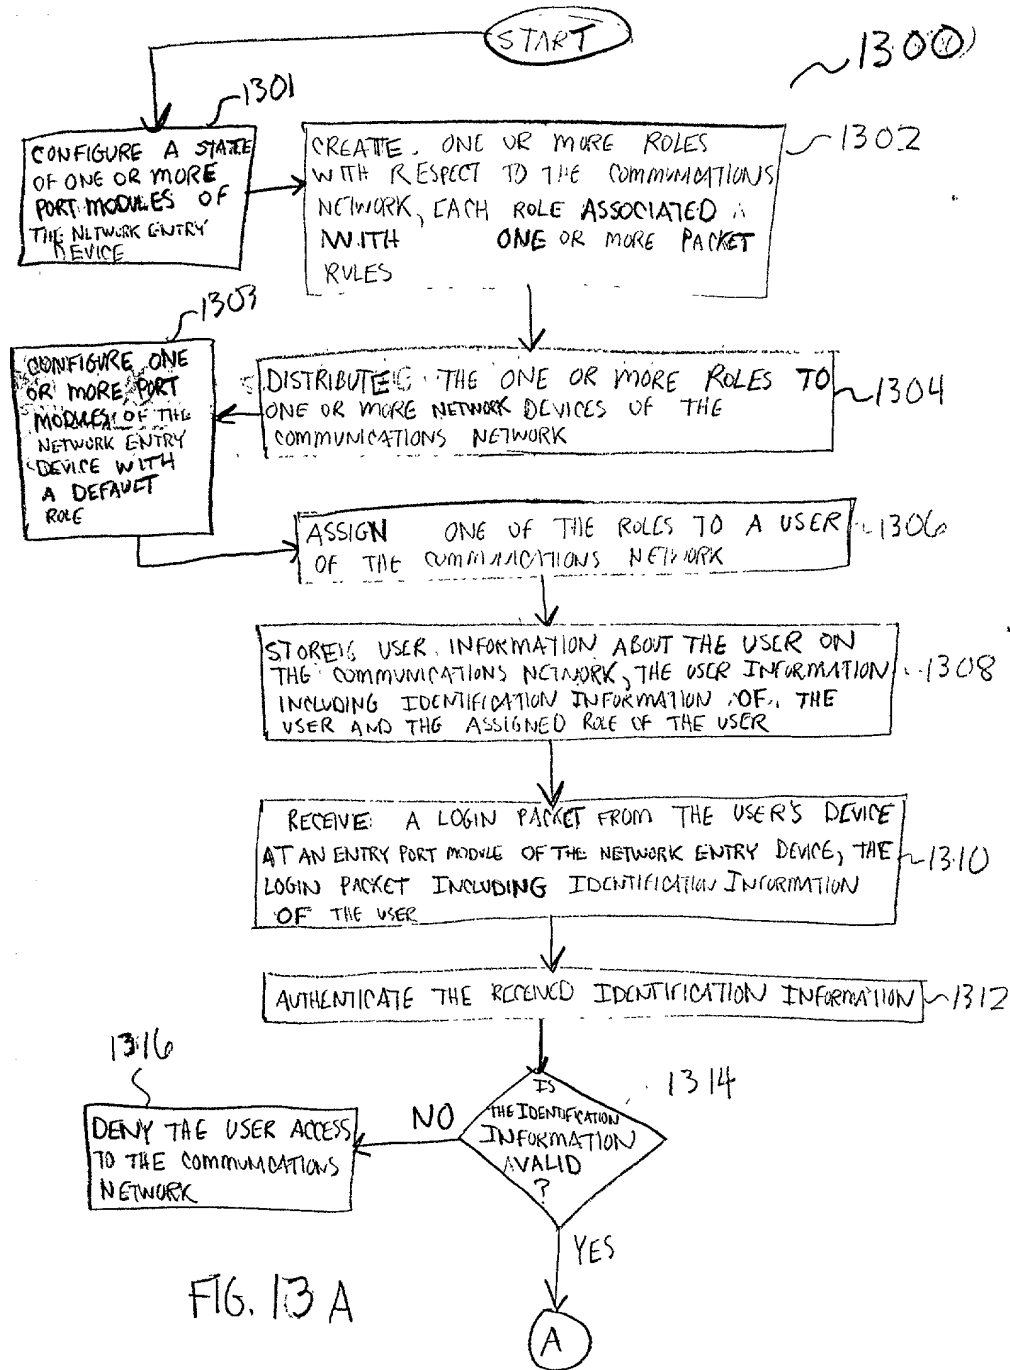 START
1300
1301
CONFIGURE A STATE
OF ONE OR MORE
PORT MODULES OF
THE NETWORK ENTRY
DEVICE
CREATE ONE OR MORE ROLES
WITH RESPECT TO THE COMMUNICATIONS
NETWORK, EACH ROLE ASSOCIATED
WITH ONE OR MORE PACKET
RULES
1302
1303
CONFIGURE ONE
OR MORE PORT
MODULES OF THE
NETWORK ENTRY
DEVICE WITH
A DEFAULT
ROLE
DISTRIBUTE THE ONE OR MORE ROLES TO
ONE OR MORE NETWORK DEVICES OF THE
COMMUNICATIONS NETWORK
1304
ASSIGN ONE OF THE ROLES TO A USER
OF THE COMMUNICATIONS NETWORK
1306
STORE USER INFORMATION ABOUT THE USER ON
THE COMMUNICATIONS NETWORK, THE USER INFORMATION
INCLUDING IDENTIFICATION INFORMATION OF THE
USER AND THE ASSIGNED ROLE OF THE USER
1308
RECEIVE A LOGIN PACKET FROM THE USER'S DEVICE
AT AN ENTRY PORT MODULE OF THE NETWORK ENTRY DEVICE, THE
LOGIN PACKET INCLUDING IDENTIFICATION INFORMATION
OF THE USER
1310
AUTHENTICATE THE RECEIVED IDENTIFICATION INFORMATION
1312
1314
IS
THE IDENTIFICATION
INFORMATION
VALID
?
NO
1316
DENY THE USER ACCESS
TO THE COMMUNICATIONS
NETWORK
YES
A
FIG. 13 A